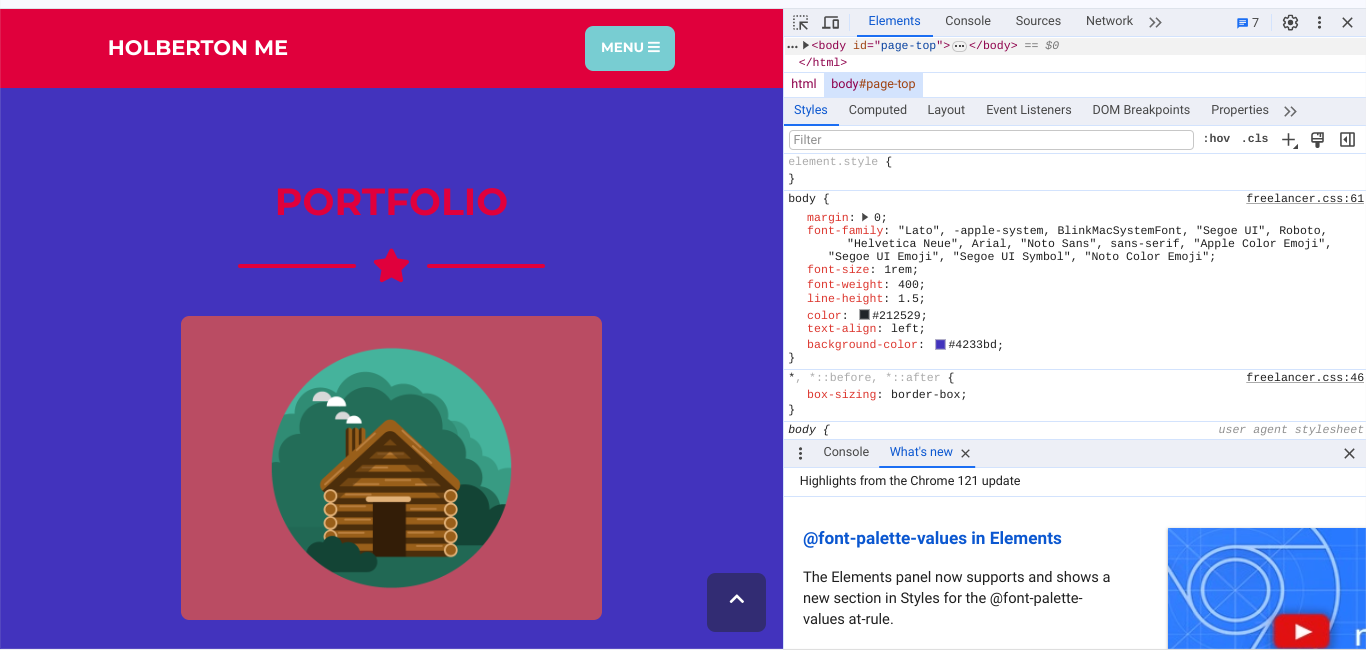 HOLBERTON ME
MENU
PORTFOLIO
Elements Console Sources Network 7
<body id="page-top"> </body> == $0
</html>
html body#page-top
Styles Computed Layout Event Listeners DOM Breakpoints Properties
Filter :hov .cls
element.style {
}
body { freelancer.css:61
margin: 0;
font-family: "Lato", -apple-system, BlinkMacSystemFont, "Segoe UI", Roboto,
"Helvetica Neue", Arial, "Noto Sans", sans-serif, "Apple Color Emoji",
"Segoe UI Emoji", "Segoe UI Symbol", "Noto Color Emoji";
font-size: 1rem;
font-weight: 400;
line-height: 1.5;
color: #212529;
text-align: left;
background-color: #4233bd;
}
*, *::before, *::after { freelancer.css:46
box-sizing: border-box;
}
body { user agent stylesheet
Console What's new
Highlights from the Chrome 121 update
@font-palette-values in Elements
The Elements panel now supports and shows a
new section in Styles for the @font-palette-
values at-rule.